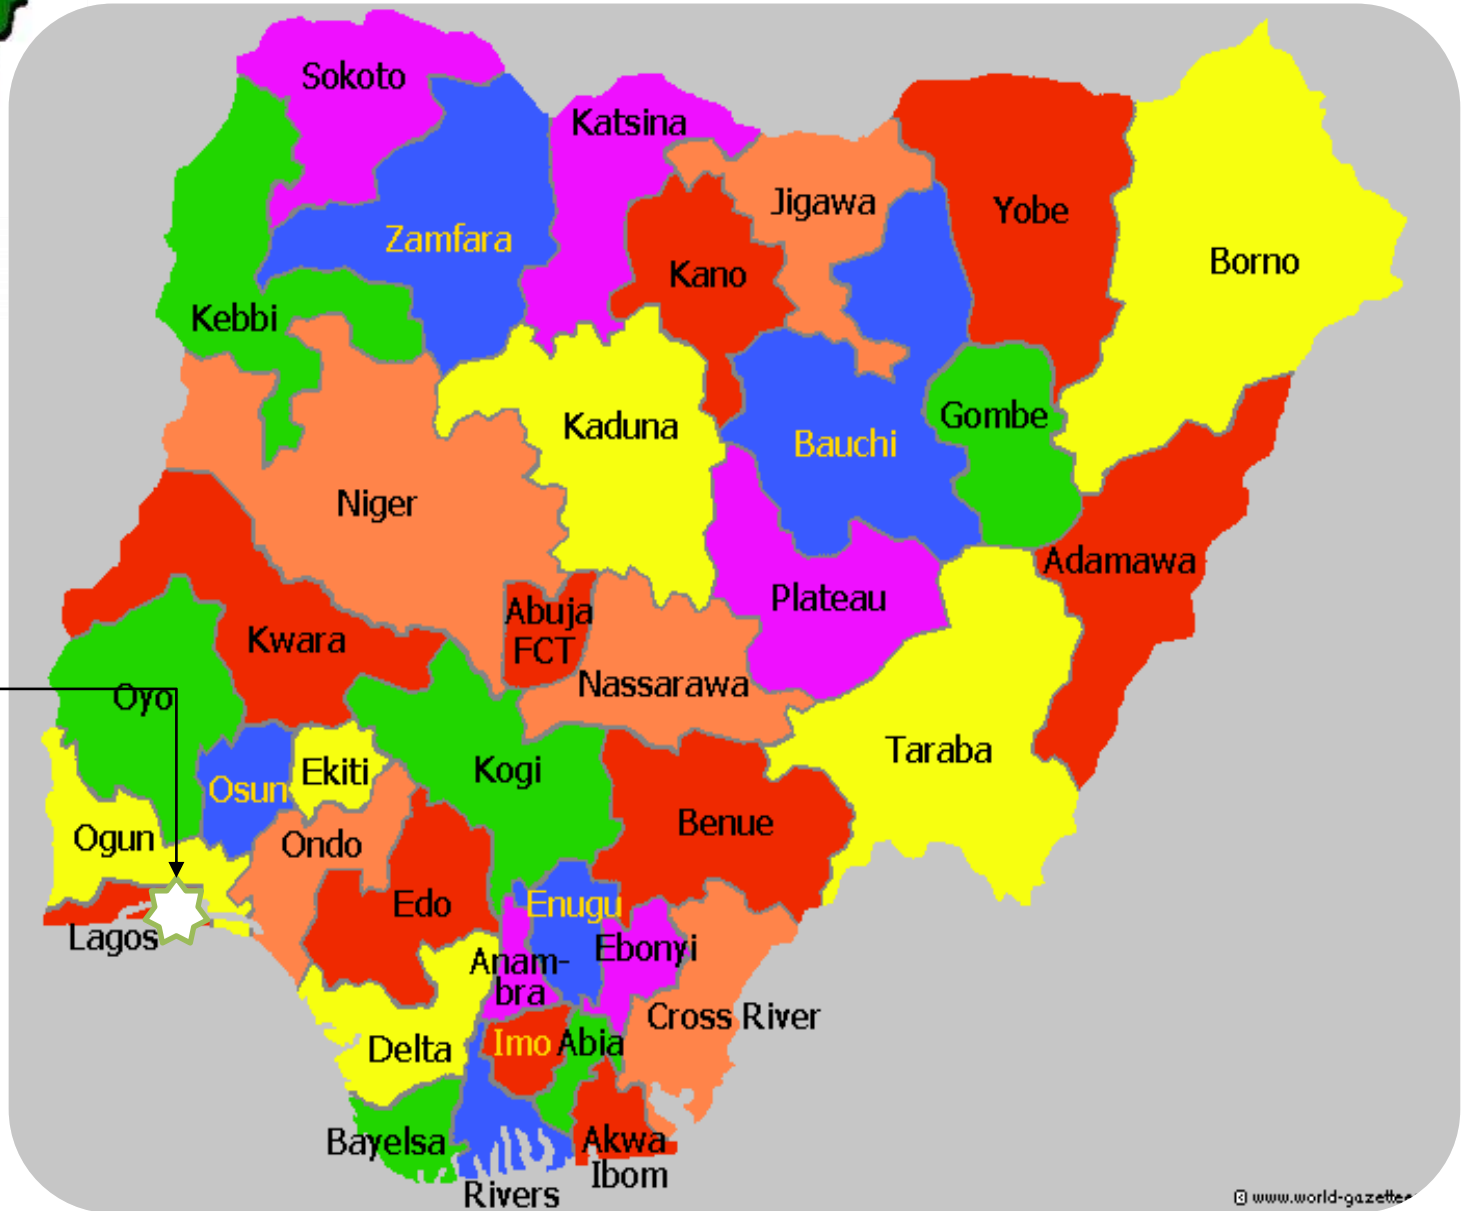 Sokoto
Katsina
Jigawa
Yobe
Zamfara
Borno
Kano
Kebbi
Gombe
Kaduna
Bauchi
Niger
Adamawa
Plateau
Abuja
FCT
Kwara
Nassarawa
Oyo
Taraba
Kogi
Ekiti
Osun
Benue
Ogun
Ondo
Edo
Enugu
Lagos
Ebonyi
Anam-
bra
Cross River
Imo
Abia
Delta
Bayelsa
Akwa
Ibom
Rivers
www.world-gazettee